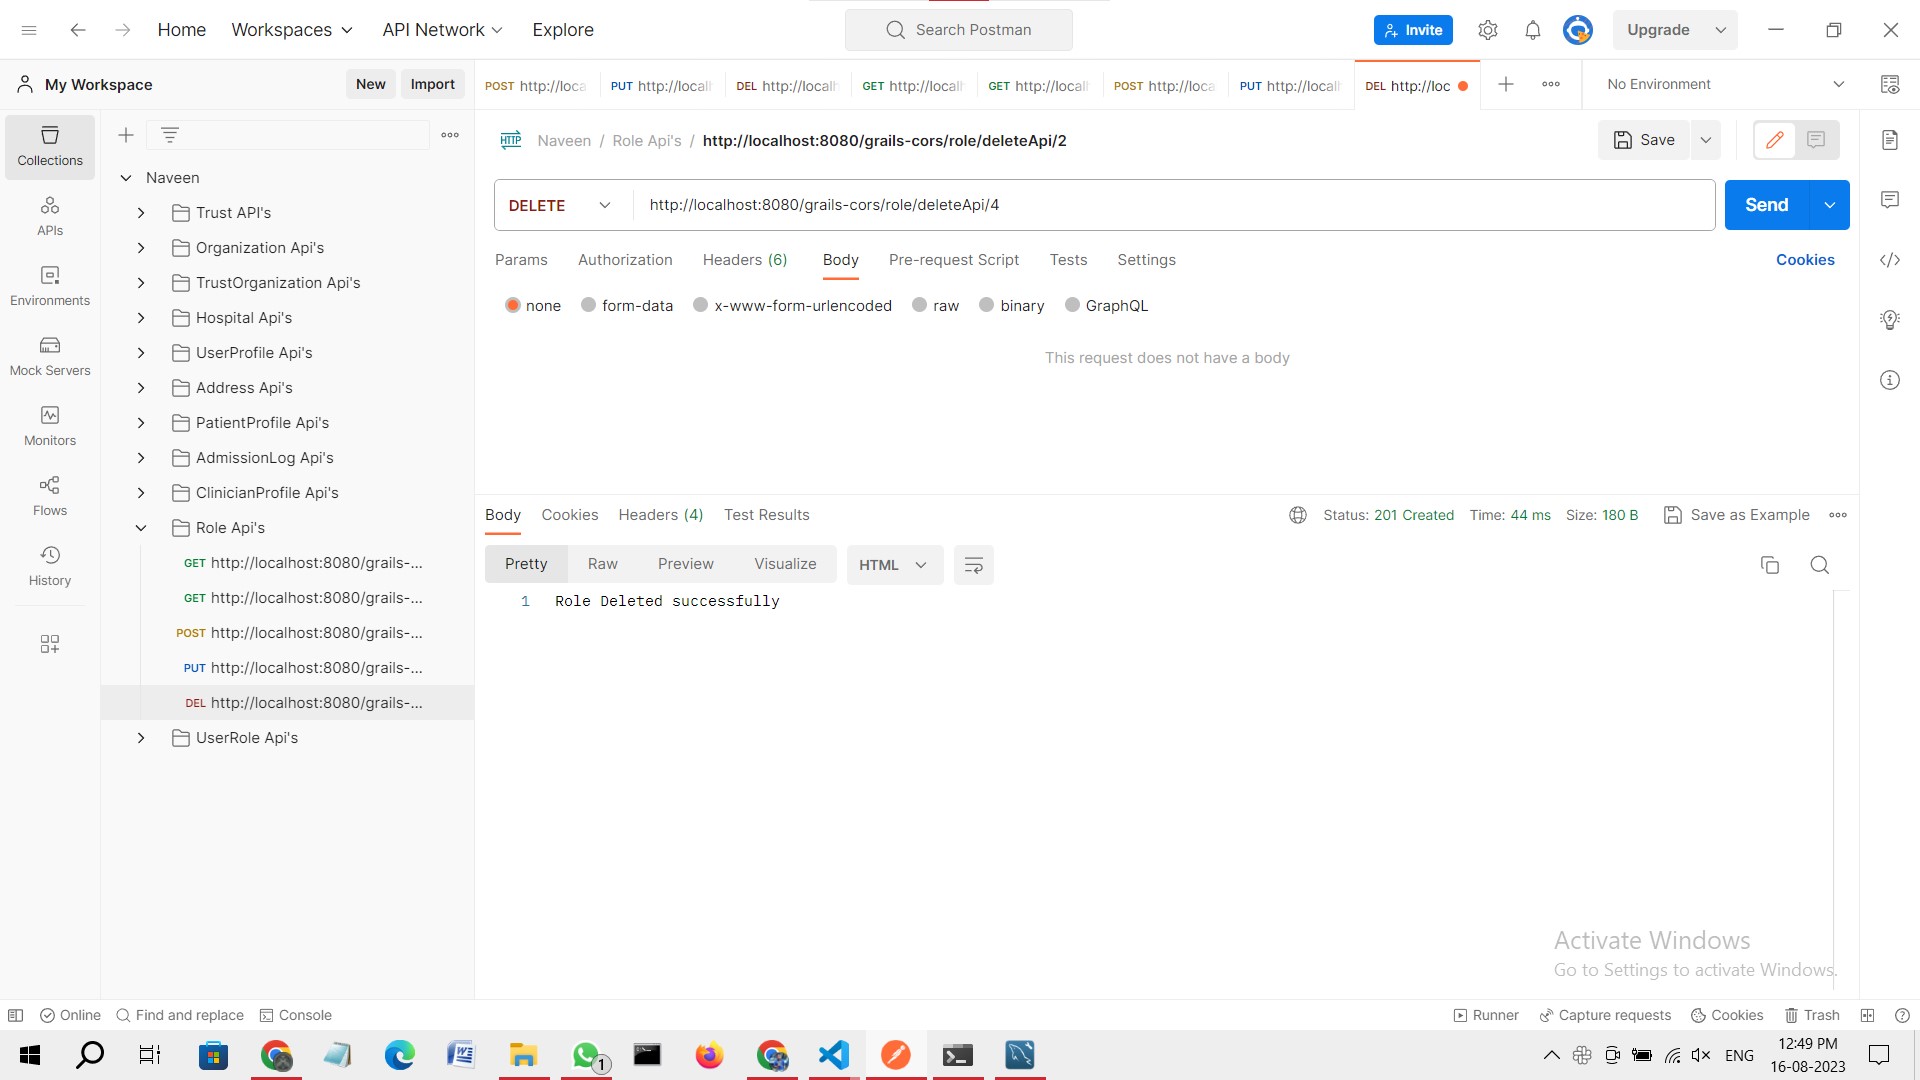 Home Workspaces API Network Explore
Search Postman
Invite
Upgrade
My Workspace
New Import
POST http://loca PUT http://local DEL http://local GET http://local GET http://local POST http://loca PUT http://local DEL http://loc
No Environment
Collections
APIs
Environments
Mock Servers
Monitors
Flows
History
Naveen
Trust API's
Organization Api's
TrustOrganization Api's
Hospital Api's
UserProfile Api's
Address Api's
PatientProfile Api's
AdmissionLog Api's
ClinicianProfile Api's
Role Api's
GET http://localhost:8080/grails-...
GET http://localhost:8080/grails-...
POST http://localhost:8080/grails-...
PUT http://localhost:8080/grails-...
DEL http://localhost:8080/grails-...
UserRole Api's
HTTP Naveen / Role Api's / http://localhost:8080/grails-cors/role/deleteApi/2
Save
DELETE http://localhost:8080/grails-cors/role/deleteApi/4
Send
Params Authorization Headers (6) Body Pre-request Script Tests Settings
Cookies
none form-data x-www-form-urlencoded raw binary GraphQL
This request does not have a body
Body Cookies Headers (4) Test Results
Status: 201 Created Time: 44 ms Size: 180 B Save as Example
Pretty Raw Preview Visualize HTML
1 Role Deleted successfully
Activate Windows
Go to Settings to activate Windows.
Online Find and replace Console
Runner Capture requests Cookies Trash
1
ENG
12:49 PM
16-08-2023